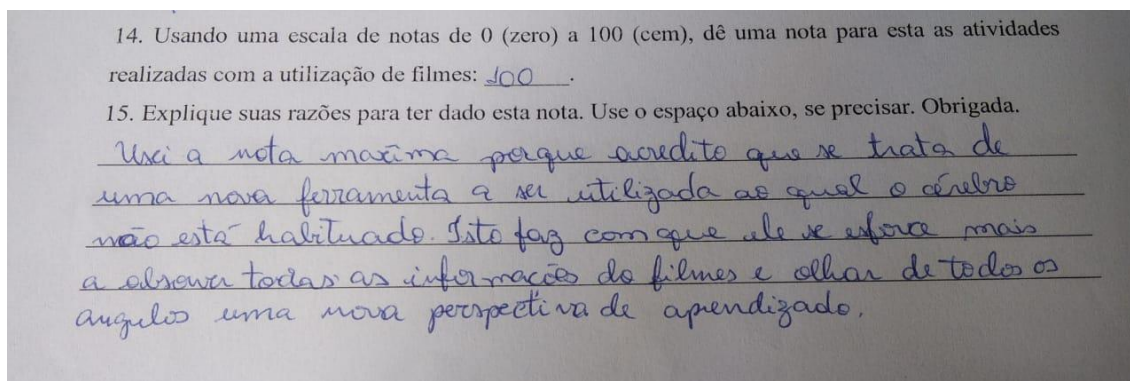 14. Usando uma escala de notas de 0 (zero) a 100 (cem), dê uma nota para esta as atividades
realizadas com a utilização de filmes: 100.
15. Explique suas razões para ter dado esta nota. Use o espaço abaixo, se precisar. Obrigada.
Usei a nota maxima porque acredito que se trata de
uma nova ferramenta a ser utilizada ao qual o cérebro
não está habituado. Isto faz com que ele se esforce mais
a absover todas as informações do filmes e olhar de todos os
angulos uma nova perspectiva de aprendizado.